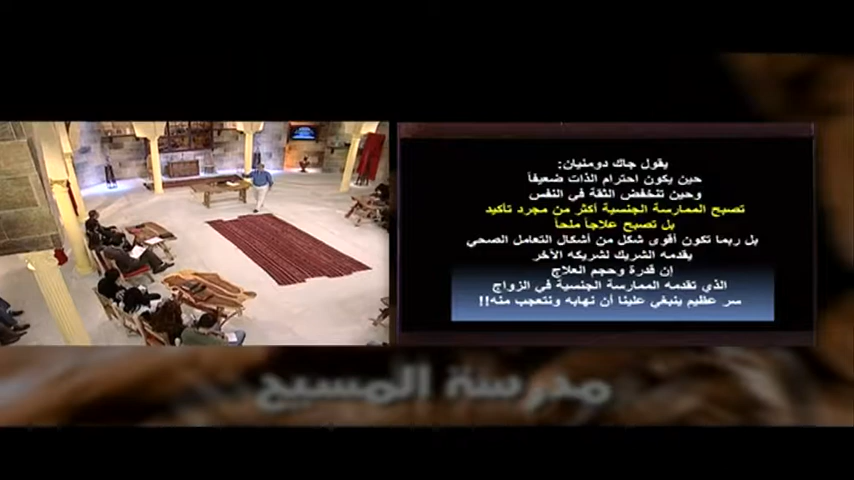 يقول جاك دومنيان:
حين يكون احترام الذات ضعيفاً
وحين تنخفض الثقة في النفس
تصبح الممارسة الجنسية أكثر من مجرد تأكيد
بل تصبح علاجاً ملحاً
بل ربما تكون أقوى شكل من أشكال التعامل الصحي
يقدمه الشريك لشريكه الآخر
إن قدرة وحجم العلاج
الذي تقدمه الممارسة الجنسية في الزواج
سر عظيم ينبغي علينا أن نهابه ونتعجب منه!!
مدرسة المسيح